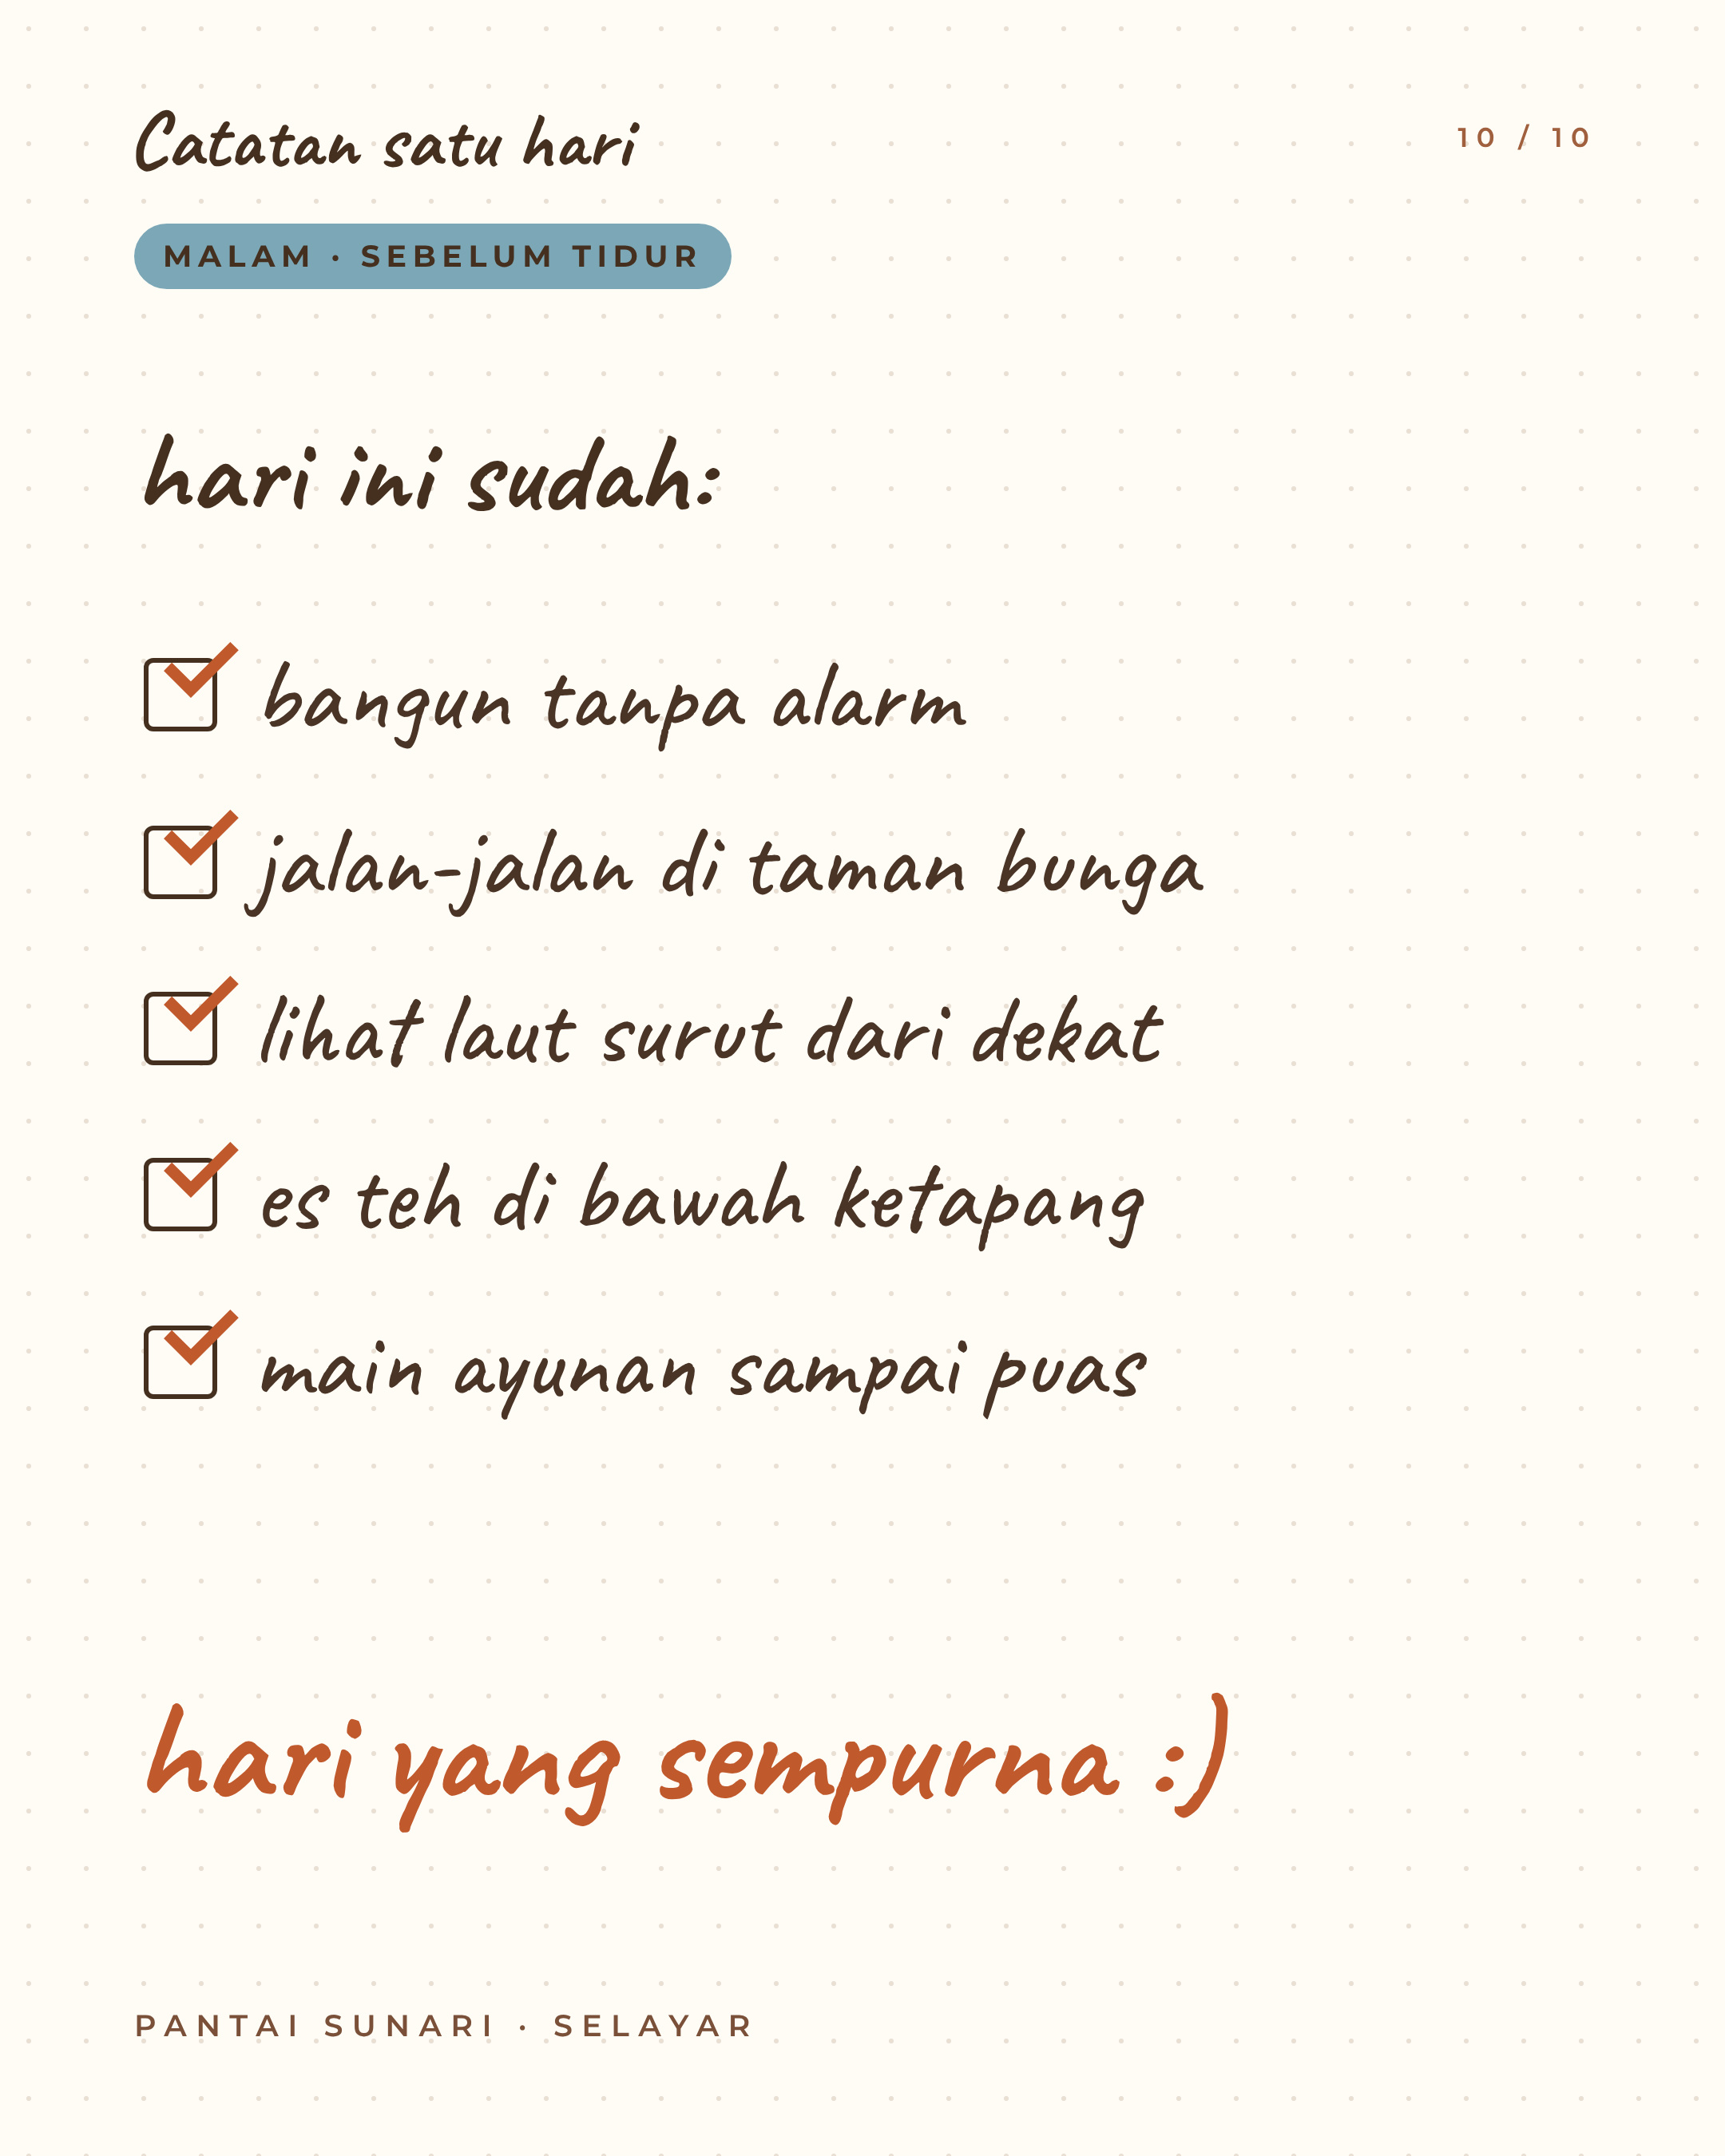 Catatan satu hari
10 / 10
MALAM · SEBELUM TIDUR
hari ini sudah:
bangun tanpa alarm
jalan-jalan di taman bunga
lihat laut surut dari dekat
es teh di bawah ketapang
main ayunan sampai puas
hari yang sempurna :)
PANTAI SUNARI · SELAYAR